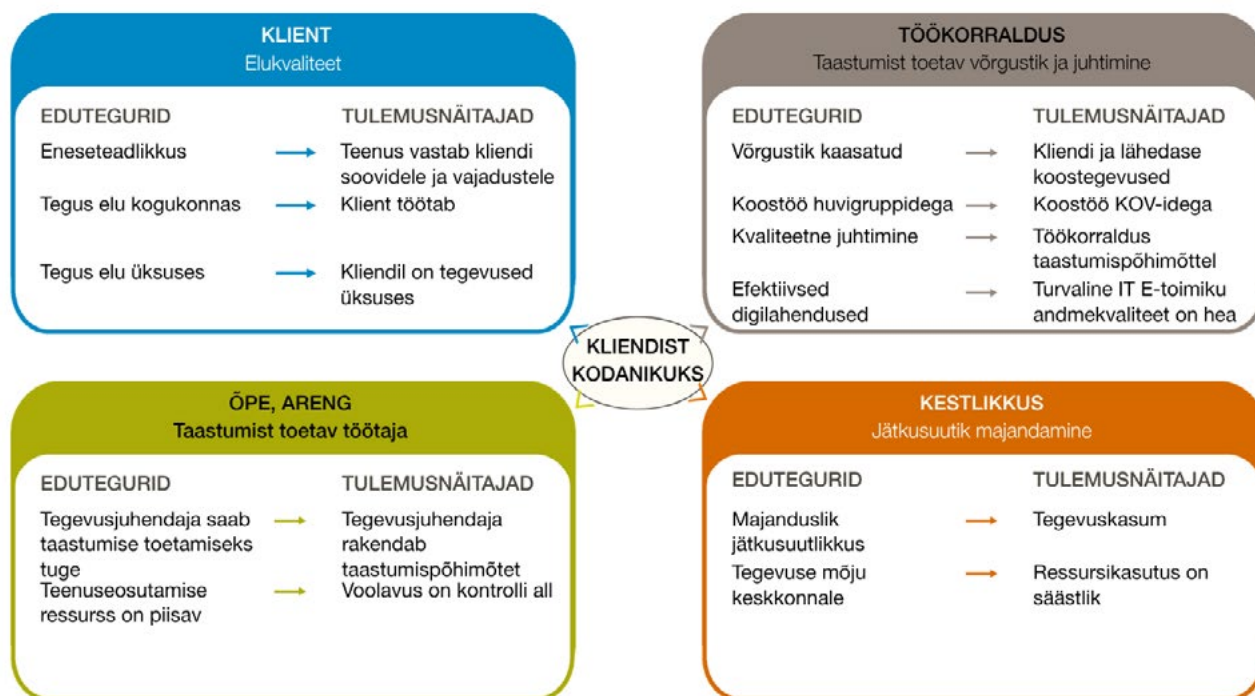 KLIENT
Elukvaliteet
EDUTEGURID
TULEMUSNÄITAJAD
Eneseteadlikkus
Teenus vastab kliendi
soovidele ja vajadustele
Tegus elu kogukonnas
Klient töötab
Tegus elu üksuses
Kliendil on tegevused
üksuses
TÖÖKORRALDUS
Taastumist toetav võrgustik ja juhtimine
EDUTEGURID
TULEMUSNÄITAJAD
Võrgustik kaasatud
Kliendi ja lähedase
koostegevused
Koostöö huvigruppidega
Koostöö KOV-idega
Kvaliteetne juhtimine
Töökorraldus
taastumispõhimõttel
Efektiivsed
digilahendused
Turvaline IT E-toimiku
andmekvaliteet on hea
KLIENDIST
KODANIKUKS
ÕPE, ARENG
Taastumist toetav töötaja
EDUTEGURID
TULEMUSNÄITAJAD
Tegevusjuhendaja saab
taastumise toetamiseks
tuge
Tegevusjuhendaja
rakendab
taastumispõhimõtet
Teenuseosutamise
ressurss on piisav
Voolavus on kontrolli all
KESTLIKKUS
Jätkusuutik majandamine
EDUTEGURID
TULEMUSNÄITAJAD
Majanduslik
jätkusuutlikkus
Tegevuskasum
Tegevuse mõju
keskkonnale
Ressursikasutus on
säästlik